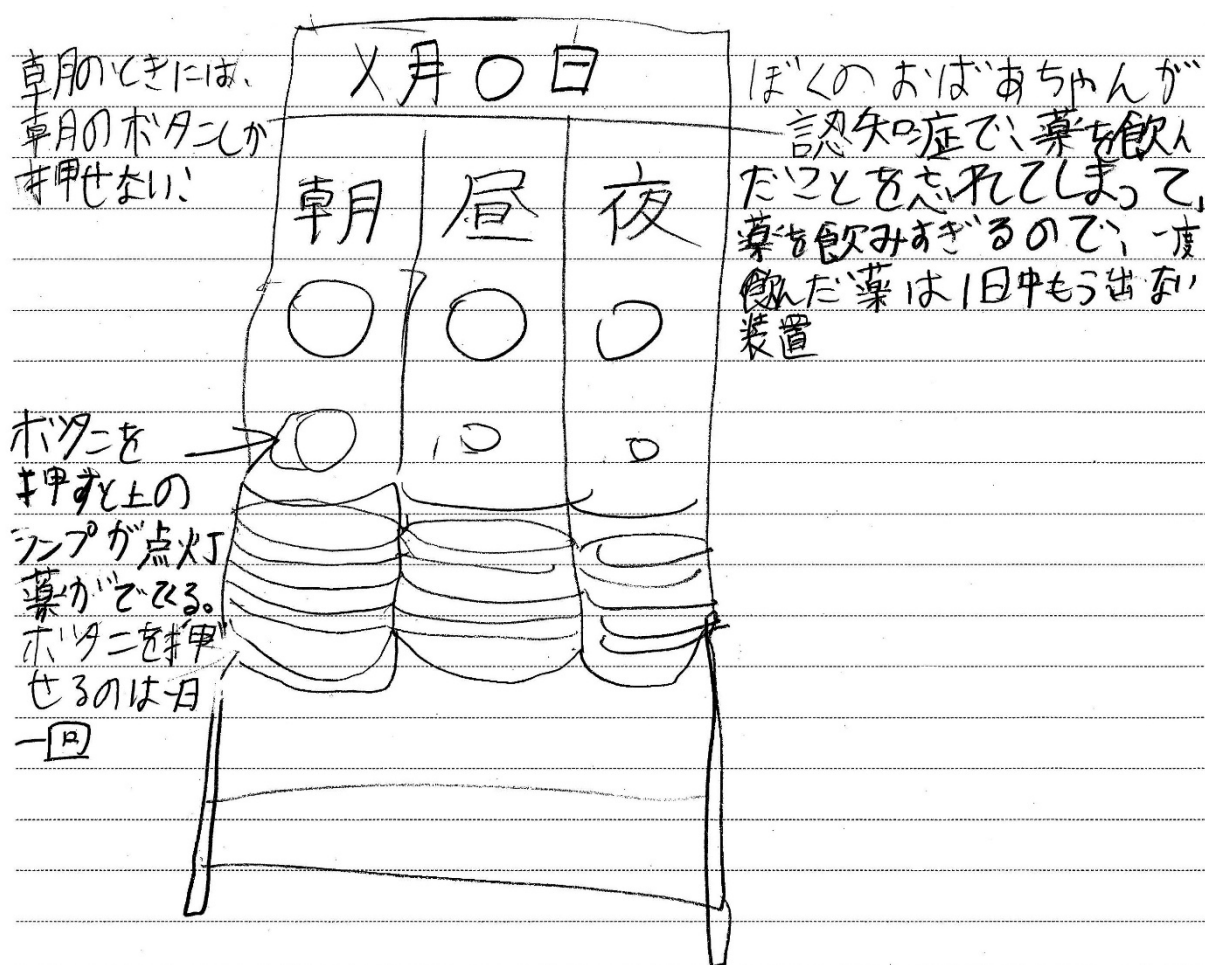 X月〇日
朝 昼 夜
朝のときには、
朝のボタンしか
押せない、
ボタンを
押すと上の
ランプが点灯
薬がでてくる。
ボタンを押
せるのは一日
一回
ぼくのおばあちゃんが
認知症で、薬を飲ん
だことを忘れてしまって、
薬を飲みすぎるので、一度
飲んだ薬は1日中もう出ない
装置